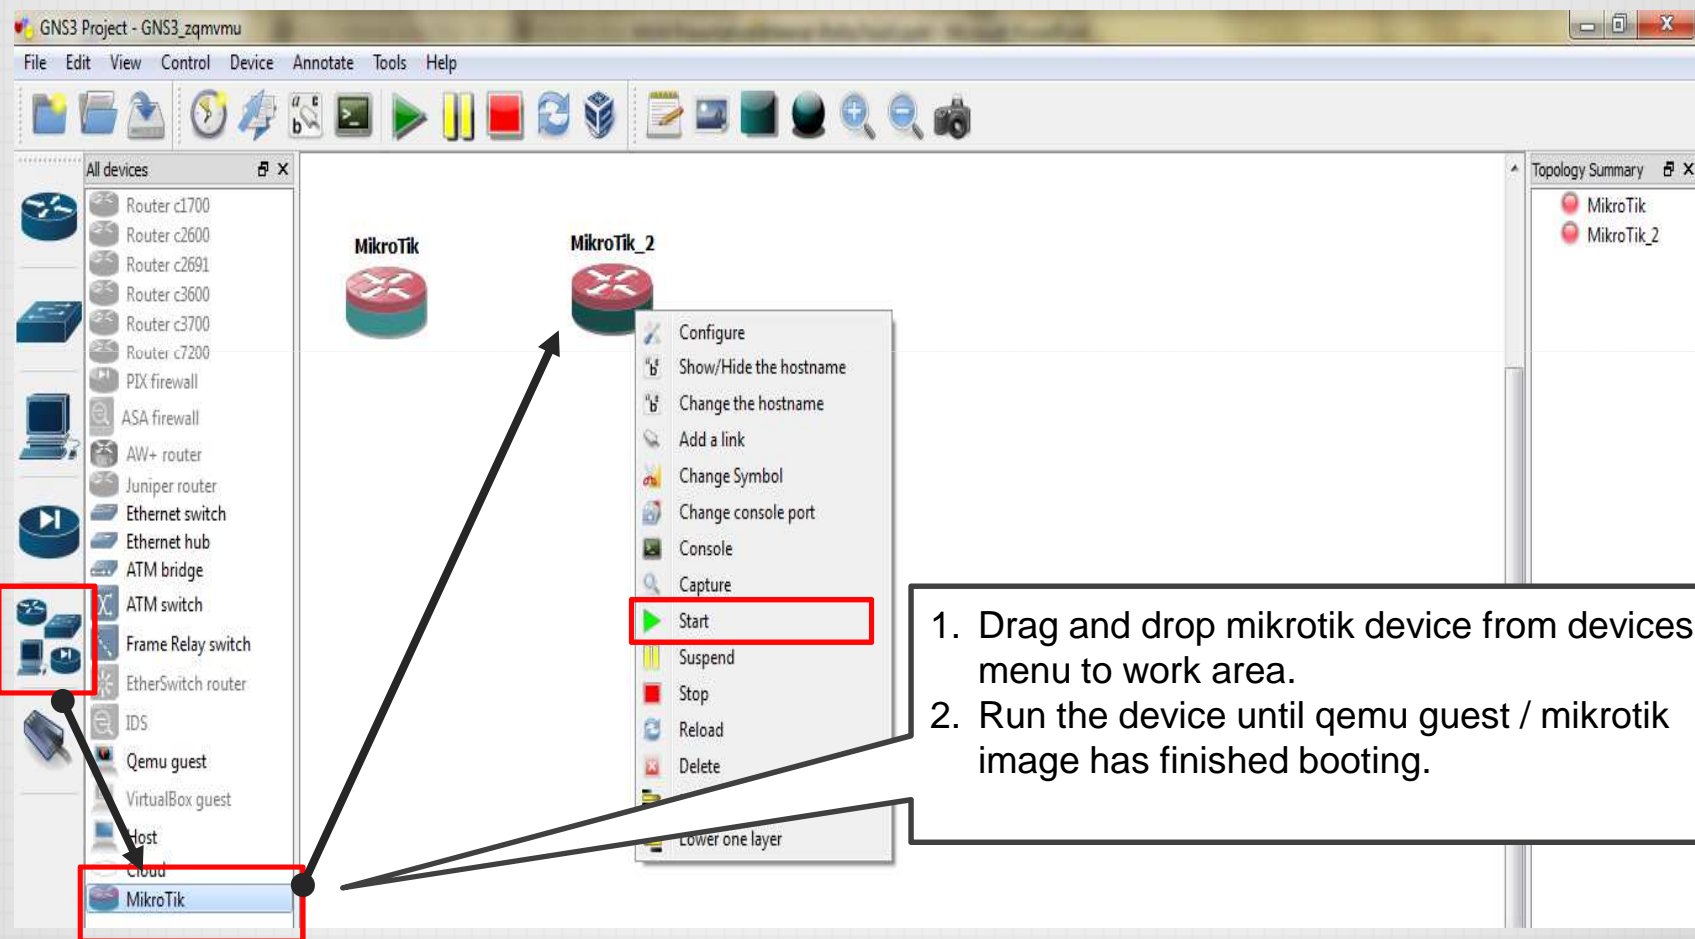 GNS3 Project - GNS3_zqmvmu
File Edit View Control Device Annotate Tools Help
All devices
Router c1700
Router c2600
Router c2691
Router c3600
Router c3700
Router c7200
PIX firewall
ASA firewall
AW+ router
Juniper router
Ethernet switch
Ethernet hub
ATM bridge
ATM switch
Frame Relay switch
EtherSwitch router
IDS
Qemu guest
VirtualBox guest
Host
Cloud
MikroTik
MikroTik
MikroTik_2
Configure
Show/Hide the hostname
Change the hostname
Add a link
Change Symbol
Change console port
Console
Capture
Start
Suspend
Stop
Reload
Delete
Lower one layer
1. Drag and drop mikrotik device from devices
menu to work area.
2. Run the device until qemu guest / mikrotik
image has finished booting.
Topology Summary
MikroTik
MikroTik_2